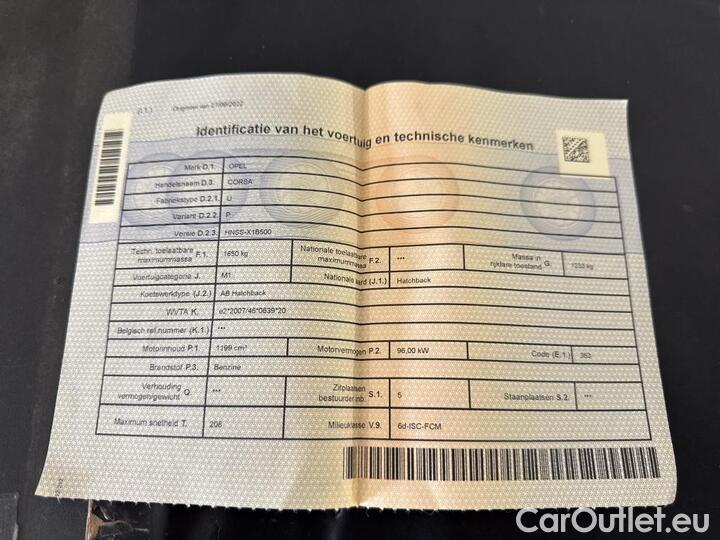 (I.1.) Origineel van 27/06/2022
Identificatie van het voertuig en technische kenmerken
Merk D.1. OPEL
Handelsnaam D.3. CORSA
Fabriekstype D.2.1. U
Variant D.2.2. P
Versie D.2.3. HNSS-X1B500
Techn. toelaatbare maximummassa F.1. 1650 kg Nationale toelaatbare maximummassa F.2. *** Massa in rijklare toestand G. 1233 kg
Voertuigcategorie J. M1 Nationale aard (J.1.) Hatchback
Koetswerktype (J.2.) AB Hatchback
WVTA K. e2*2007/46*0639*20
Belgisch ref.nummer (K.1.) ***
Motorinhoud P.1. 1199 cm³ Motorvermogen P.2. 96,00 kW Code (E.1.) 363
Brandstof P.3. Benzine
Verhouding vermogen/gewicht Q. *** Zitplaatsen bestuurder inb. S.1. 5 Staanplaatsen S.2. ***
Maximum snelheid T. 208 Milieuklasse V.9. 6d-ISC-FCM
CarOutlet.eu